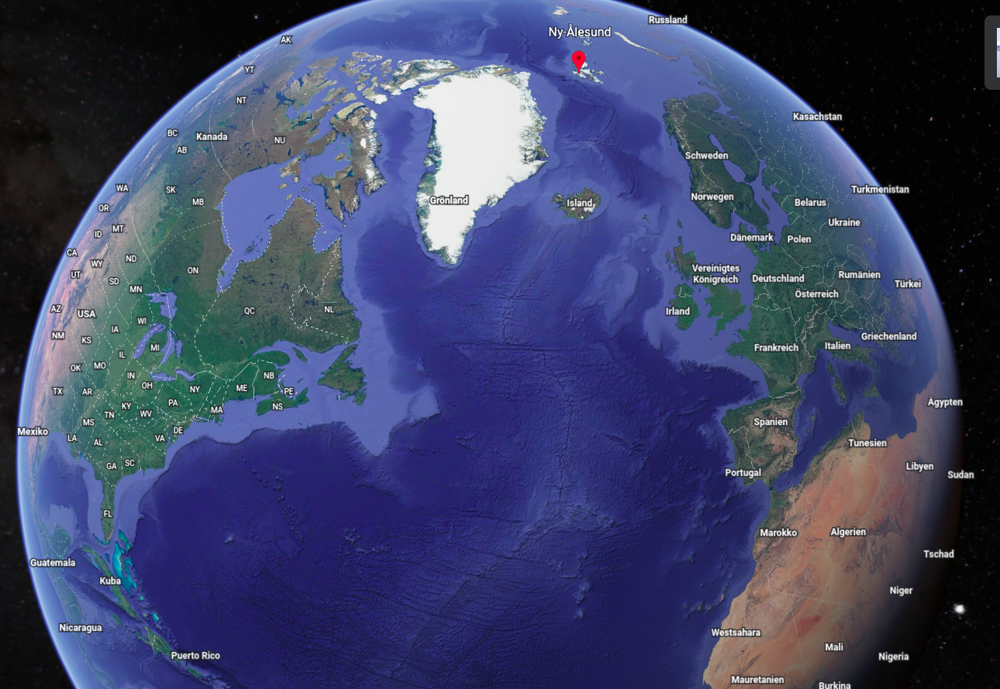 Russland
Ny-Ålesund
AK
YT
NT
Kasachstan
BC
Kanada
NU
AB
Schweden
WA
SK
Turkmenistan
Norwegen
Grönland
MB
Island
Belarus
OR
Ukraine
MT
ID
Dänemark
Polen
CA
ND
WY
Vereinigtes
Königreich
ON
UT
Rumänien
Deutschland
SD
Türkei
MN
Österreich
AZ
NL
QC
Irland
USA
WI
IA
NM
Griechenland
KS
Italien
MI
Frankreich
IL
MO
OK
IN
NB
OH
ME
NY
TX
AR
PE
Ägypten
PA
KY
NS
MA
WV
TN
MS
Spanien
DE
Mexiko
LA
VA
AL
Tunesien
SC
GA
Libyen
Portugal
Sudan
FL
Marokko
Algerien
Tschad
Guatemala
Kuba
Niger
Nicaragua
Westsahara
Mali
Puerto Rico
Nigeria
Mauretanien
Burkina